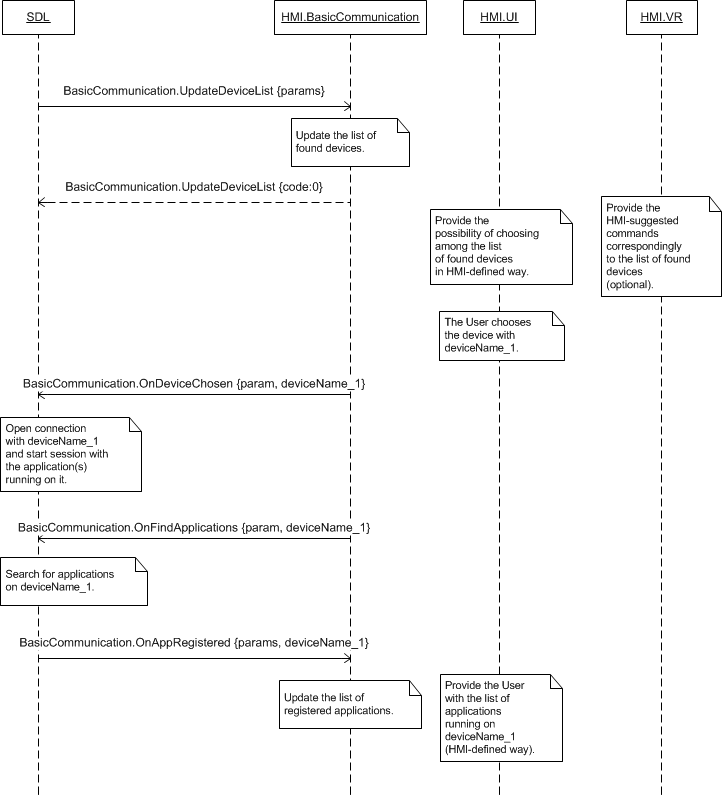 SDL
HMI.BasicCommunication
HMI.UI
HMI.VR
BasicCommunication.UpdateDeviceList {params}
Update the list of
found devices.
BasicCommunication.UpdateDeviceList {code:0}
Provide the
possibility of choosing
among the list
of found devices
in HMI-defined way.
Provide the
HMI-suggested
commands
correspondingly
to the list of found
devices
(optional).
The User chooses
the device with
deviceName_1.
BasicCommunication.OnDeviceChosen {param, deviceName_1}
Open connection
with deviceName_1
and start session with
the application(s)
running on it.
BasicCommunication.OnFindApplications {param, deviceName_1}
Search for applications
on deviceName_1.
BasicCommunication.OnAppRegistered {params, deviceName_1}
Update the list of
registered applications.
Provide the User
with the list of
applications
running on
deviceName_1
(HMI-defined way).